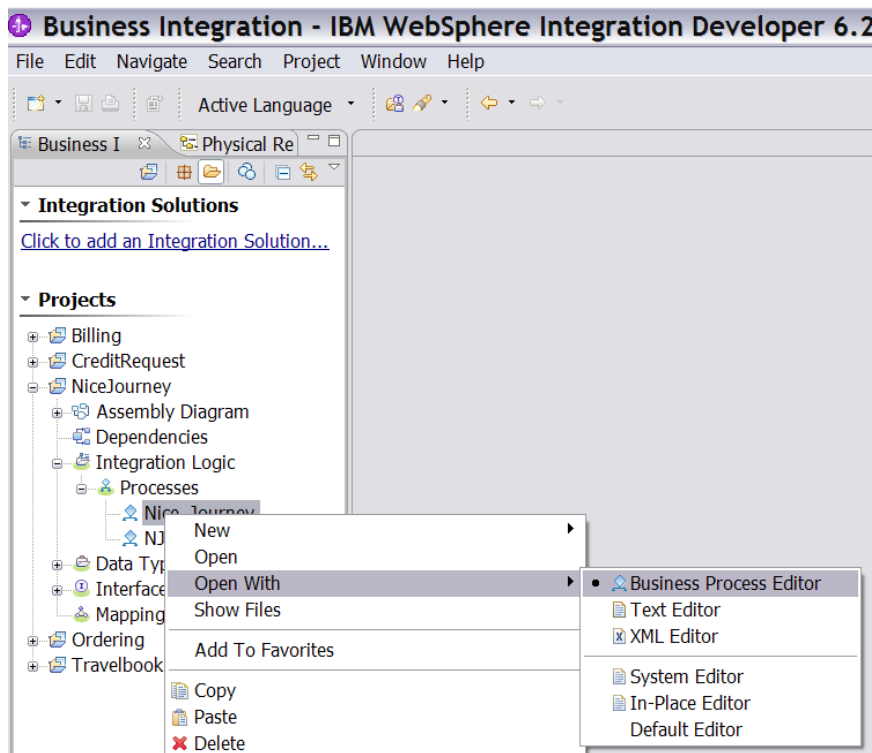 Business Integration - IBM WebSphere Integration Developer 6.2
File Edit Navigate Search Project Window Help
Active Language
Business I Physical Re
Integration Solutions
Click to add an Integration Solution...
Projects
Billing
CreditRequest
NiceJourney
Assembly Diagram
Dependencies
Integration Logic
Processes
Nice Journey
NJ
Data Typ
Interface
Mapping
Ordering
Travelbook
New
Open
Open With
Show Files
Add To Favorites
Copy
Paste
Delete
Business Process Editor
Text Editor
XML Editor
System Editor
In-Place Editor
Default Editor